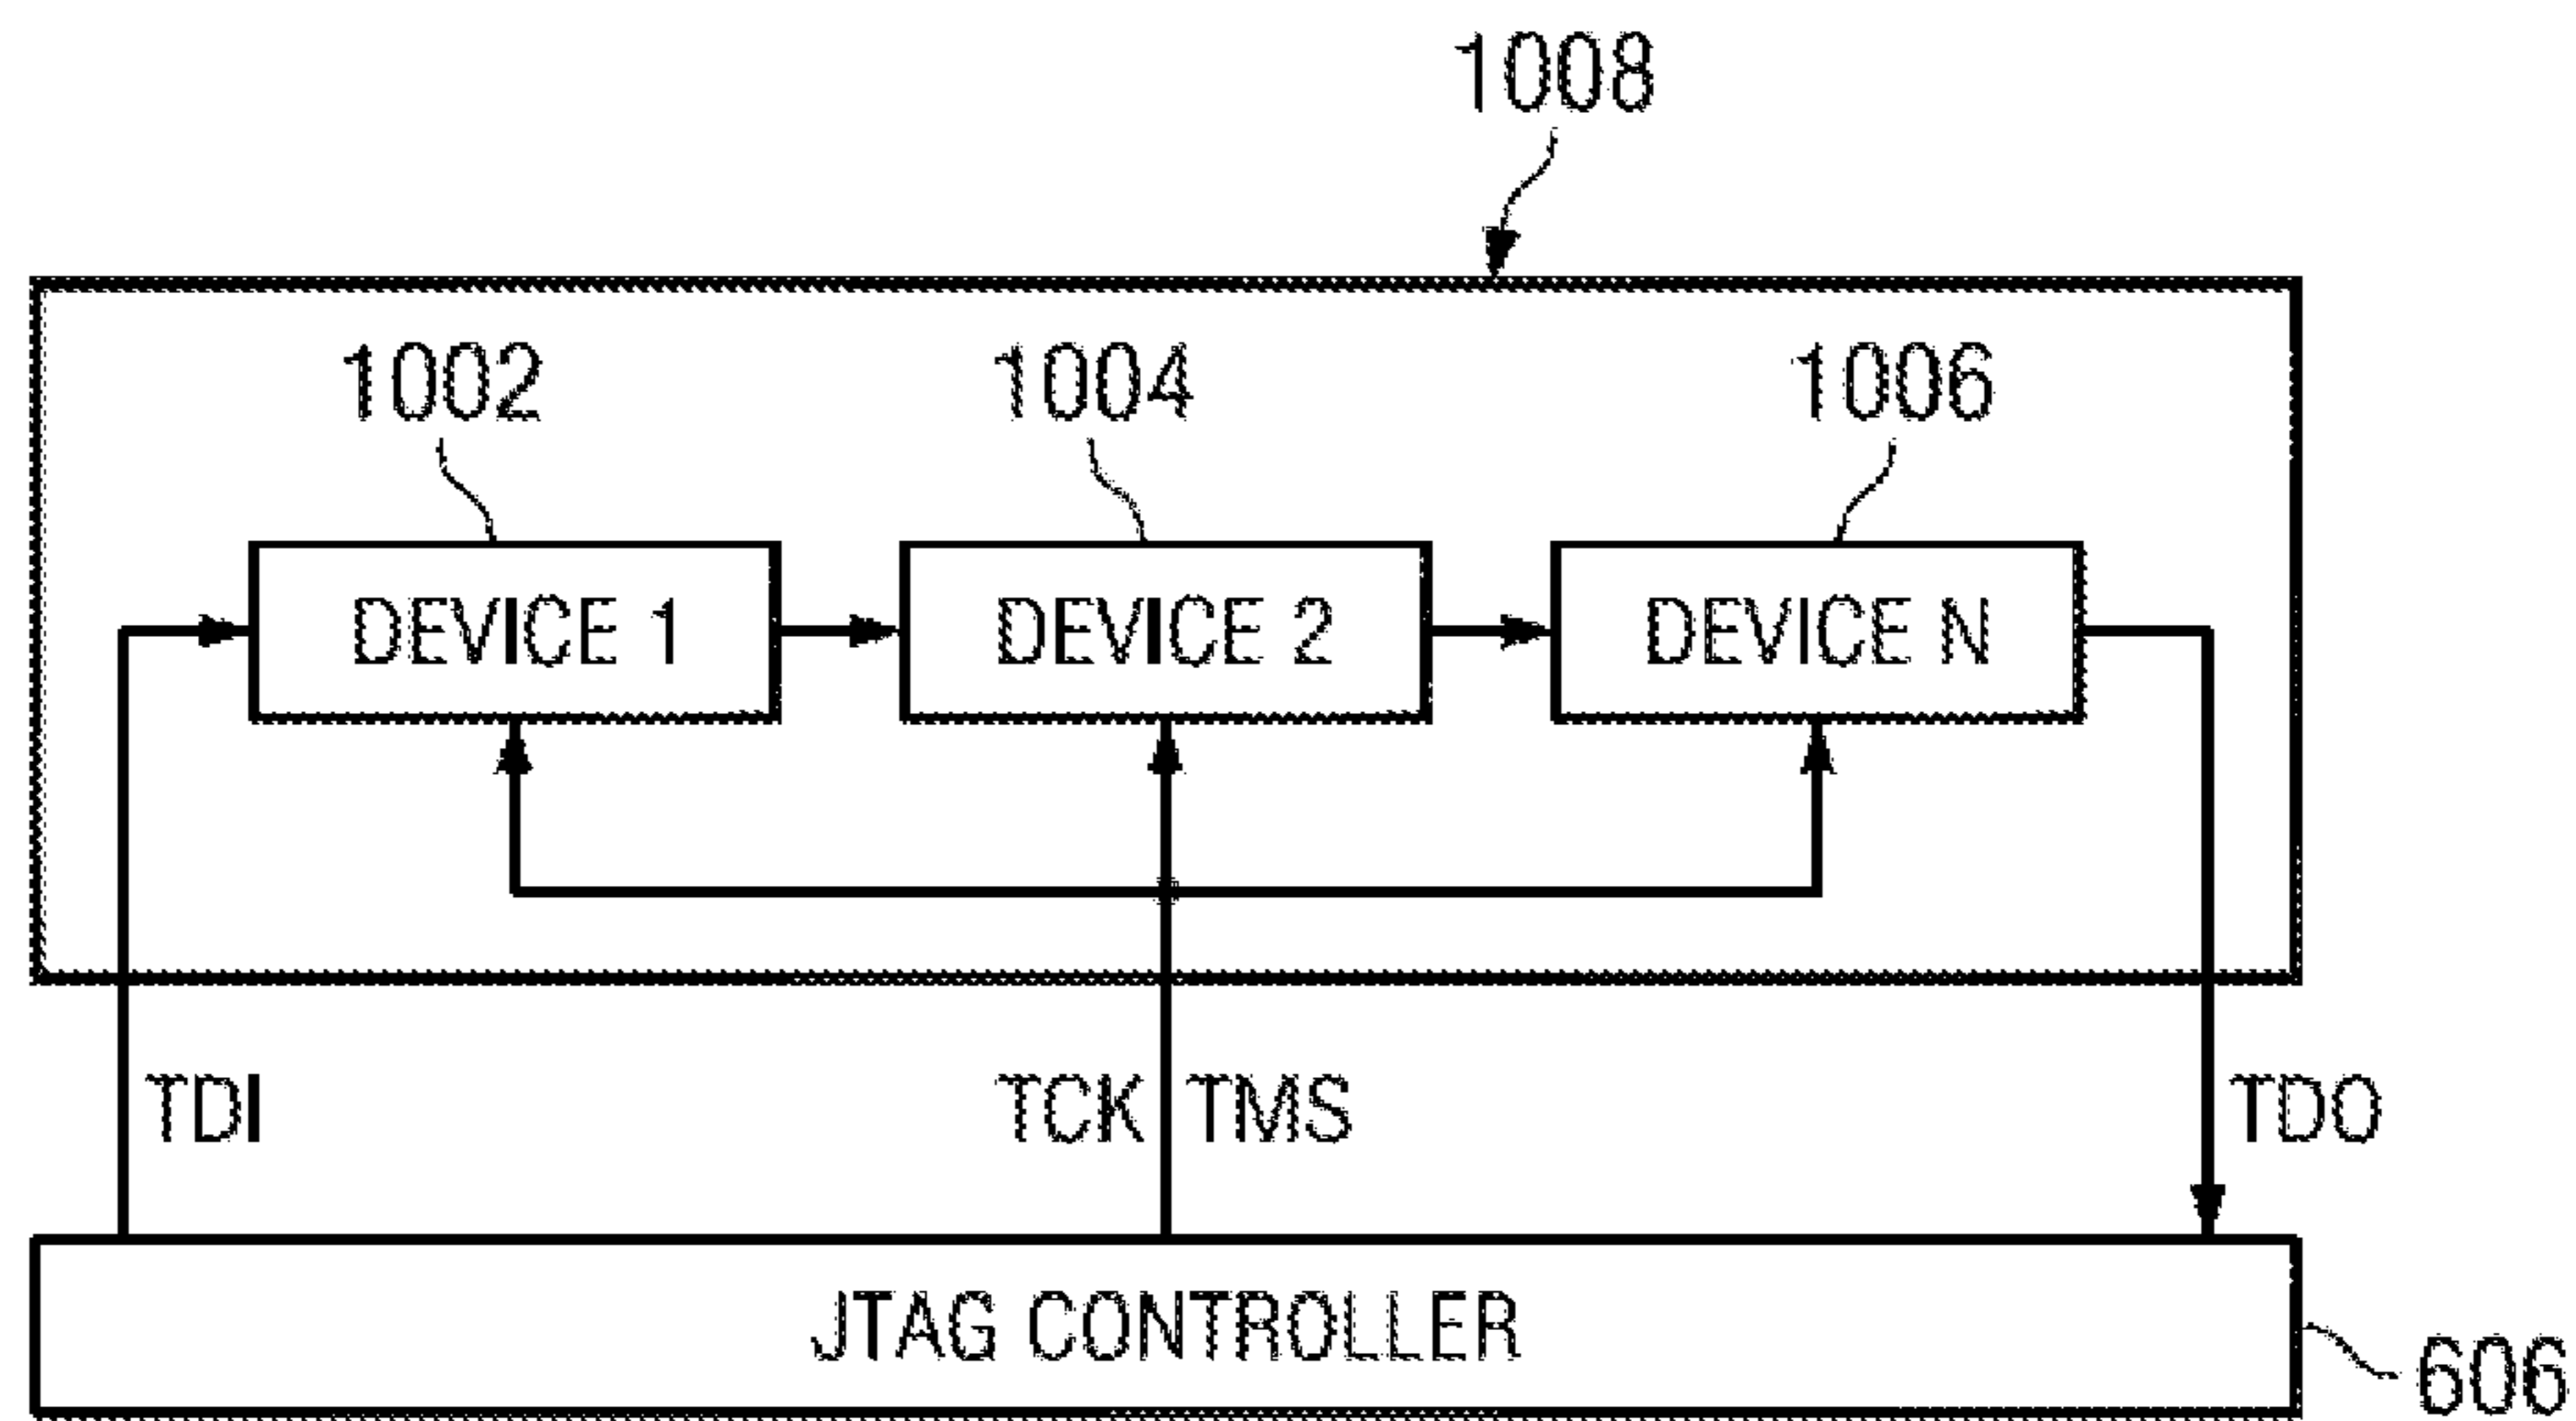 1008
1002 1004 1006
DEVICE 1 DEVICE 2 DEVICE N
TDI TCK TMS TDO
JTAG CONTROLLER
606